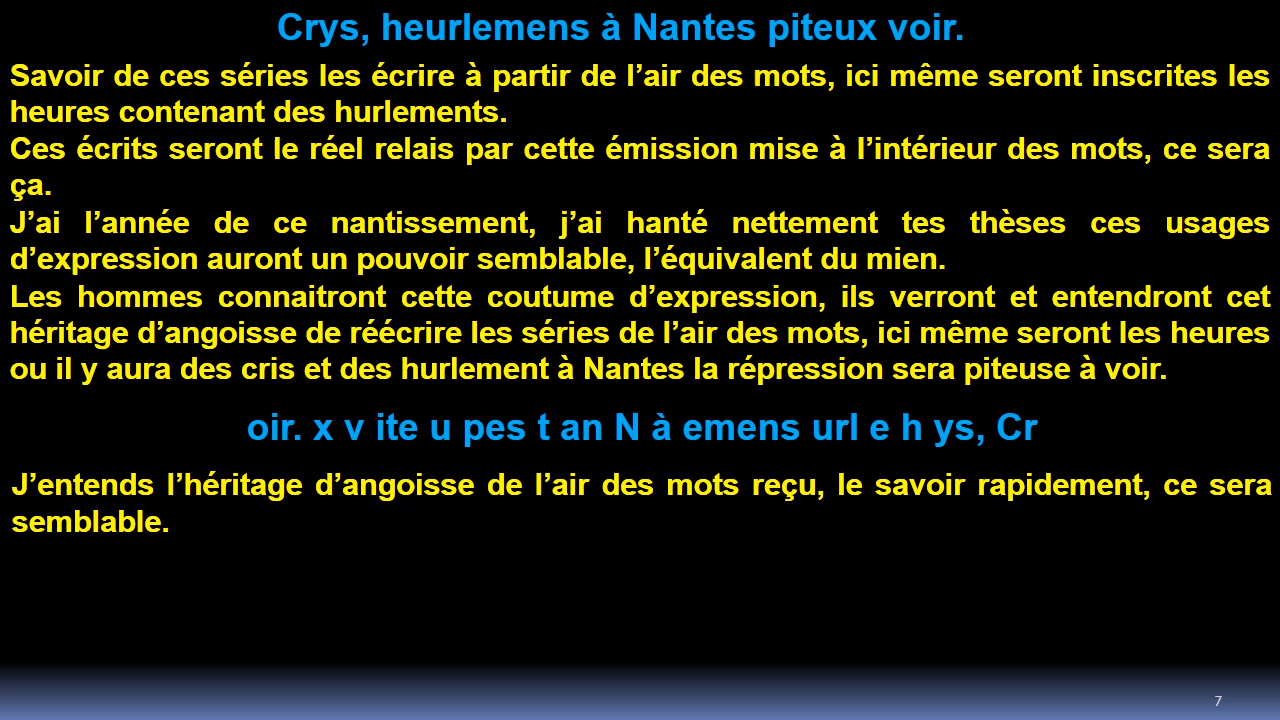 Crys, heurlemens à Nantes piteux voir.
Savoir de ces séries les écrire à partir de l’air des mots, ici même seront inscrites les
heures contenant des hurlements.
Ces écrits seront le réel relais par cette émission mise à l’intérieur des mots, ce sera
ça.
J’ai l’année de ce nantissement, j’ai hanté nettement tes thèses ces usages
d’expression auront un pouvoir semblable, l’équivalent du mien.
Les hommes connaitront cette coutume d’expression, ils verront et entendront cet
héritage d’angoisse de réécrire les séries de l’air des mots, ici même seront les heures
ou il y aura des cris et des hurlement à Nantes la répression sera piteuse à voir.
oir. x v ite u pes t an N à emens url e h ys, Cr
J’entends l’héritage d’angoisse de l’air des mots reçu, le savoir rapidement, ce sera
semblable.
7